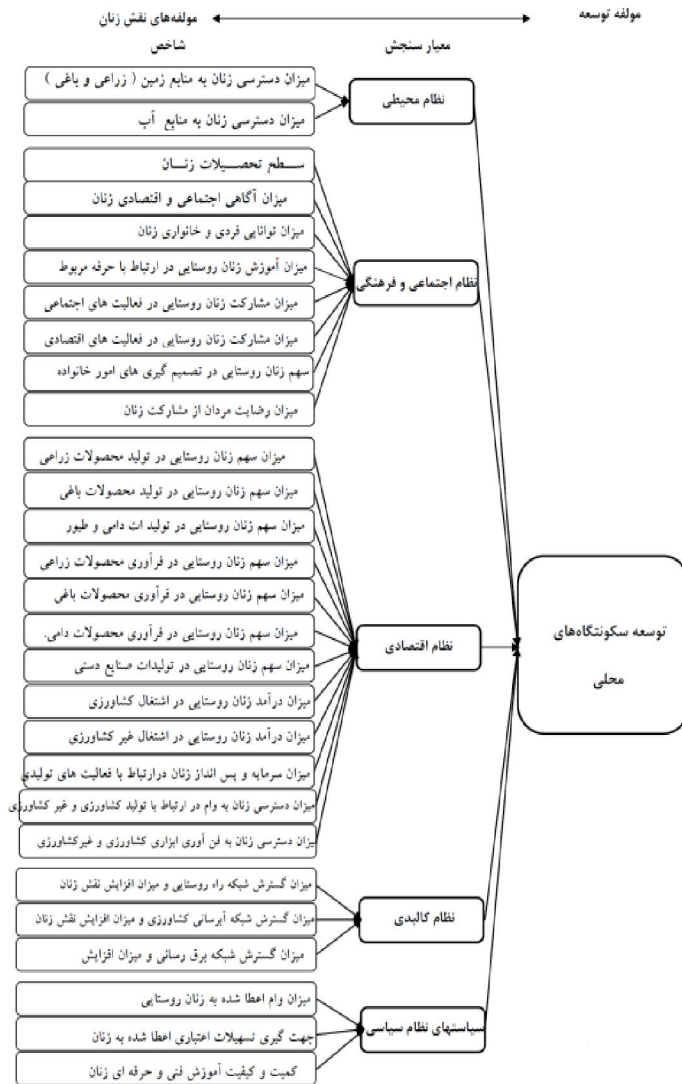 مولفه توسعه
مولفه‌های نقش زنان
معیار سنجش
شاخص
میزان دسترسی زنان به منابع زمین ( زراعی و باغی )
نظام محیطی
میزان دسترسی زنان به منابع آب
سطح تحصیلات زنان
میزان آگاهی اجتماعی و اقتصادی زنان
میزان توانایی فردی و خانواری زنان
میزان آموزش زنان روستایی در ارتباط با حرفه مربوط
نظام اجتماعی و فرهنگی
میزان مشارکت زنان روستایی در فعالیت های اجتماعی
میزان مشارکت زنان روستایی در فعالیت های اقتصادی
سهم زنان روستایی در تصمیم گیری های امور خانواده
میزان رضایت مردان از مشارکت زنان
میزان سهم زنان روستایی در تولید محصولات زراعی
میزان سهم زنان روستایی در تولید محصولات باغی
میزان سهم زنان روستایی در تولید ات دامی و طیور
میزان سهم زنان روستایی در فرآوری محصولات زراعی
میزان سهم زنان روستایی در فرآوری محصولات باغی
میزان سهم زنان روستایی در فرآوری محصولات دامی.
نظام اقتصادی
توسعه سکونتگاه‌های
محلی
میزان سهم زنان روستایی در تولیدات صنایع دستی
میزان درآمد زنان روستایی در اشتغال کشاورزی
میزان درآمد زنان روستایی در اشتغال غیر کشاورزی
میزان سرمایه و پس انداز زنان درارتباط با فعالیت های تولیدی
میزان دسترسی زنان به وام در ارتباط با تولید کشاورزی و غیر کشاورزی
میزان دسترسی زنان به فن آوری ابزاری کشاورزی و غیرکشاورزی
میزان گسترش شبکه راه روستایی و میزان افزایش نقش زنان
نظام کالبدی
میزان گسترش شبکه آبرسانی کشاورزی و میزان افزایش نقش زنان
میزان گسترش شبکه برق رسانی و میزان افزایش
میزان وام اعطا شده به زنان روستایی
سیاستهای نظام سیاسی
جهت گیری تسهیلات اعتباری اعطا شده به زنان
کمیت و کیفیت آموزش فنی و حرفه ای زنان